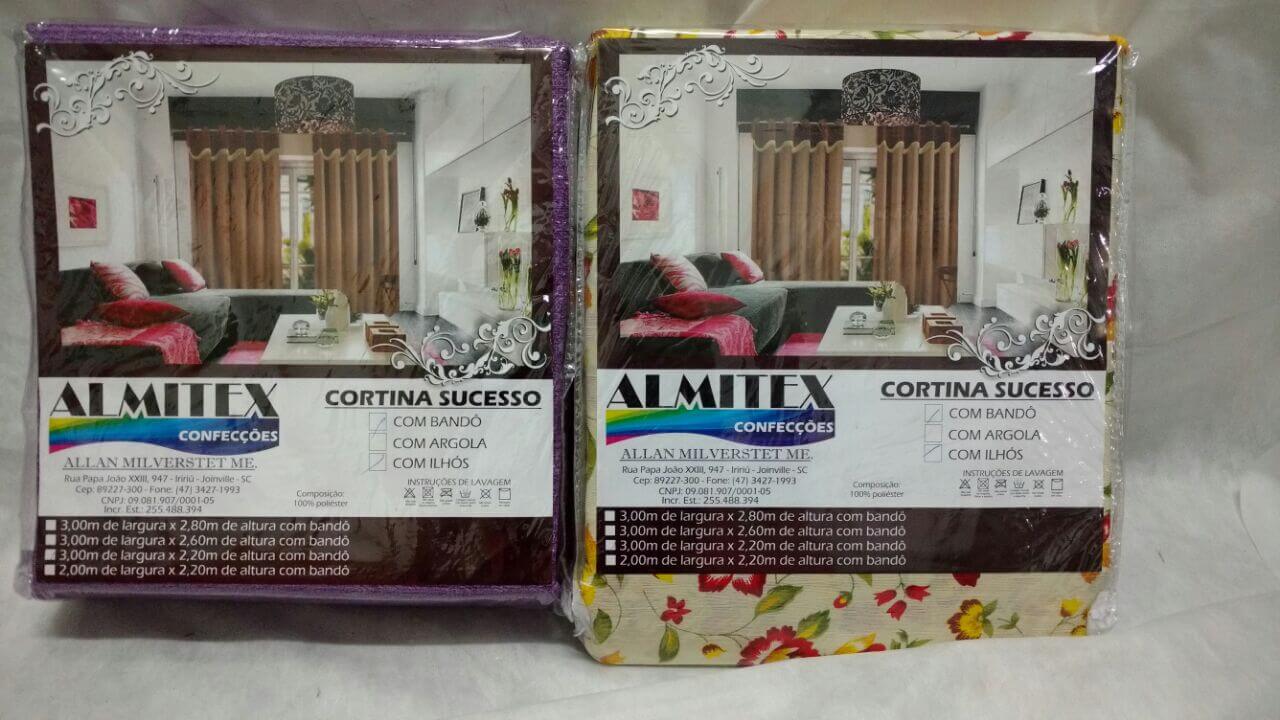 ALMITEX
CONFECÇÕES
ALLAN MILVERSTET ME.
Rua Papa João XXIII, 947 - Iririú - Joinville - SC
Cep: 89227-300 - Fone: (47) 3427-1993
CNPJ: 09.081.907/0001-05
Incr. Est.: 255.488.394
CORTINA SUCESSO
COM BANDÔ
COM ARGOLA
COM ILHÓS
INSTRUÇÕES DE LAVAGEM
Composição:
100% poliéster
3,00m de largura x 2,80m de altura com bandô
3,00m de largura x 2,60m de altura com bandô
3,00m de largura x 2,20m de altura com bandô
2,00m de largura x 2,20m de altura com bandô
ALMITEX
CONFECÇÕES
ALLAN MILVERSTET ME.
Rua Papa João XXIII, 947 - Iririú - Joinville - SC
Cep: 89227-300 - Fone: (47) 3427-1993
CNPJ: 09.081.907/0001-05
Incr. Est.: 255.488.394
CORTINA SUCESSO
COM BANDÔ
COM ARGOLA
COM ILHÓS
INSTRUÇÕES DE LAVAGEM
Composição:
100% poliéster
3,00m de largura x 2,80m de altura com bandô
3,00m de largura x 2,60m de altura com bandô
3,00m de largura x 2,20m de altura com bandô
2,00m de largura x 2,20m de altura com bandô